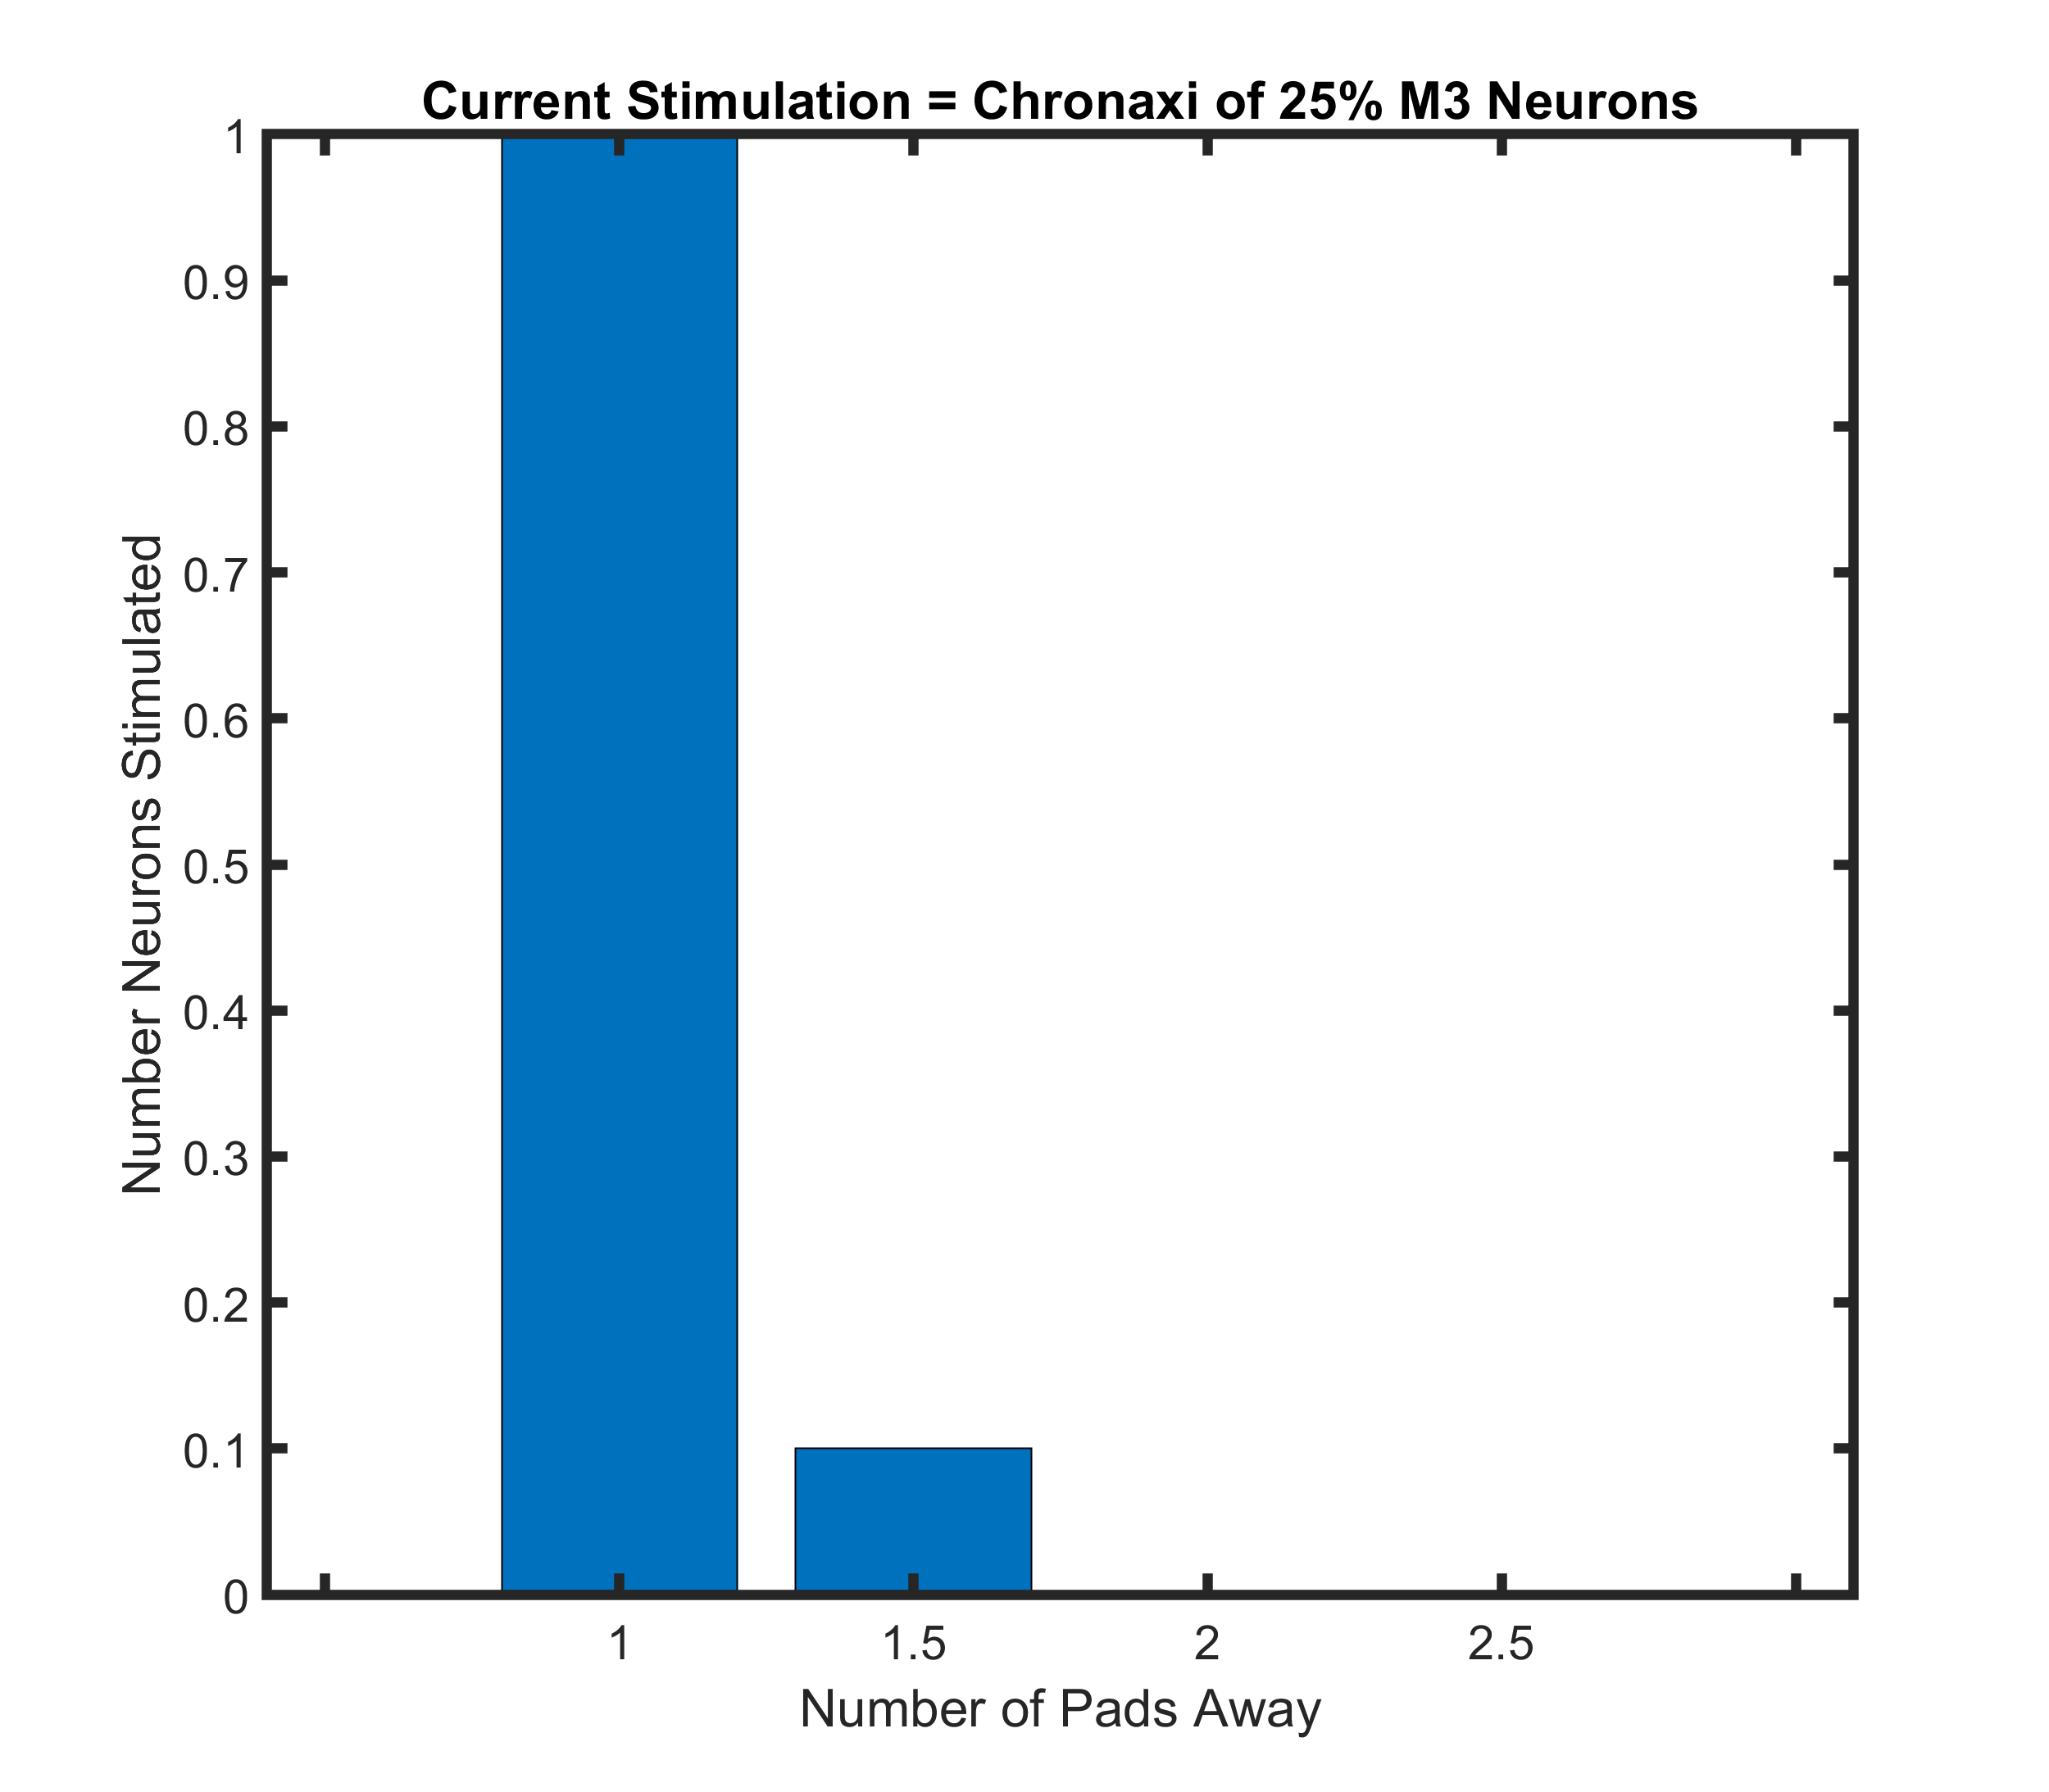 Current Stimulation = Chronaxi of 25% M3 Neurons
1
0.9
0.8
0.7
0.6
0.5
0.4
0.3
0.2
0.1
0
Number Neurons Stimulated
1 1.5 2 2.5
Number of Pads Away